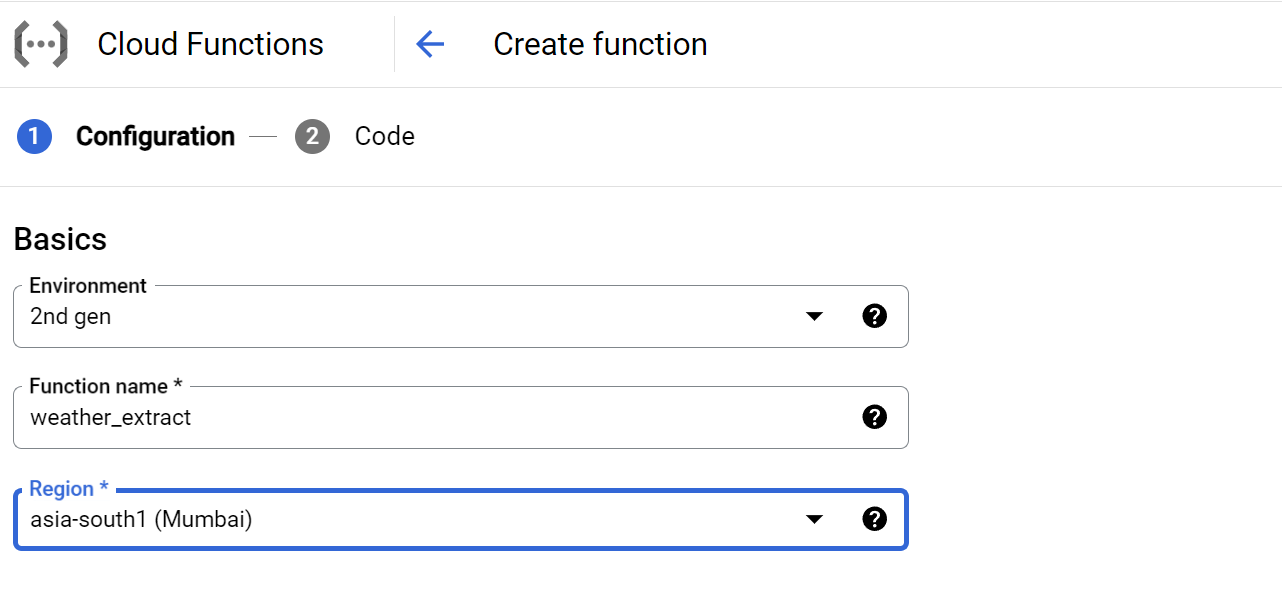 Cloud Functions
Create function
1 Configuration 2 Code
Basics
Environment
2nd gen
Function name *
weather_extract
Region *
asia-south1 (Mumbai)